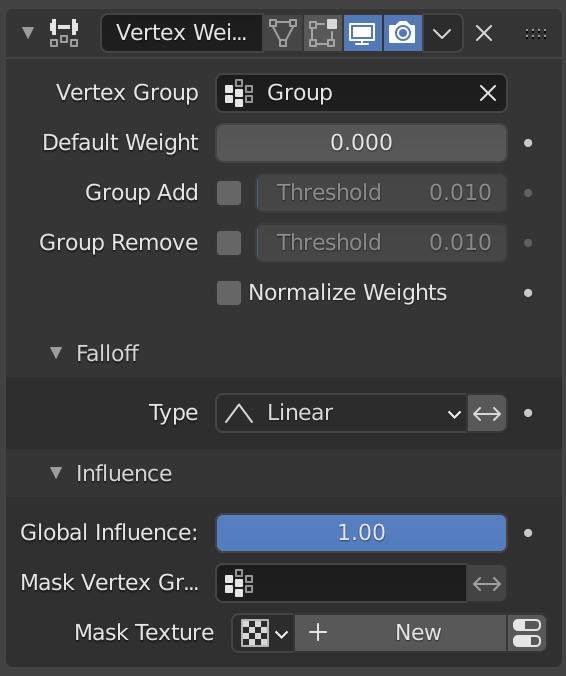 Vertex Wei...
Vertex Group Group
Default Weight 0.000
Group Add Threshold 0.010
Group Remove Threshold 0.010
Normalize Weights
Falloff
Type Linear
Influence
Global Influence: 1.00
Mask Vertex Gr...
Mask Texture New